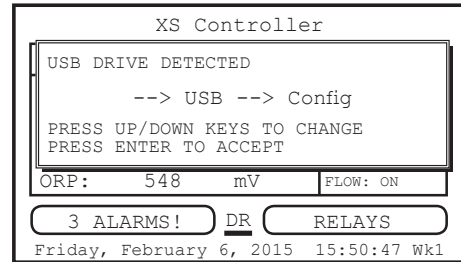 XS Controller
USB DRIVE DETECTED
--> USB --> Config
PRESS UP/DOWN KEYS TO CHANGE
PRESS ENTER TO ACCEPT
ORP: 548 mV FLOW: ON
3 ALARMS! DR RELAYS
Friday, February 6, 2015 15:50:47 Wk1